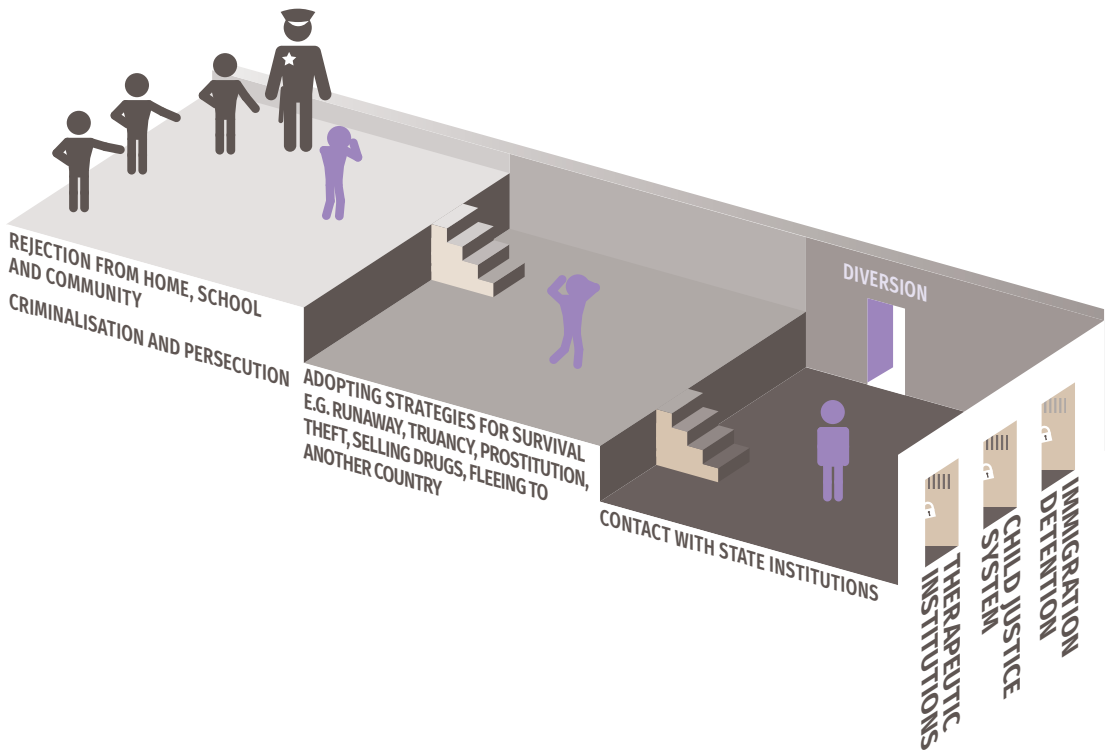 REJECTION FROM HOME, SCHOOL
AND COMMUNITY
CRIMINALISATION AND PERSECUTION
ADOPTING STRATEGIES FOR SURVIVAL
E.G. RUNAWAY, TRUANCY, PROSTITUTION,
THEFT, SELLING DRUGS, FLEEING TO
ANOTHER COUNTRY
CONTACT WITH STATE INSTITUTIONS
DIVERSION
THERAPEUTIC
INSTITUTIONS
CHILD JUSTICE
SYSTEM
IMMIGRATION
DETENTION